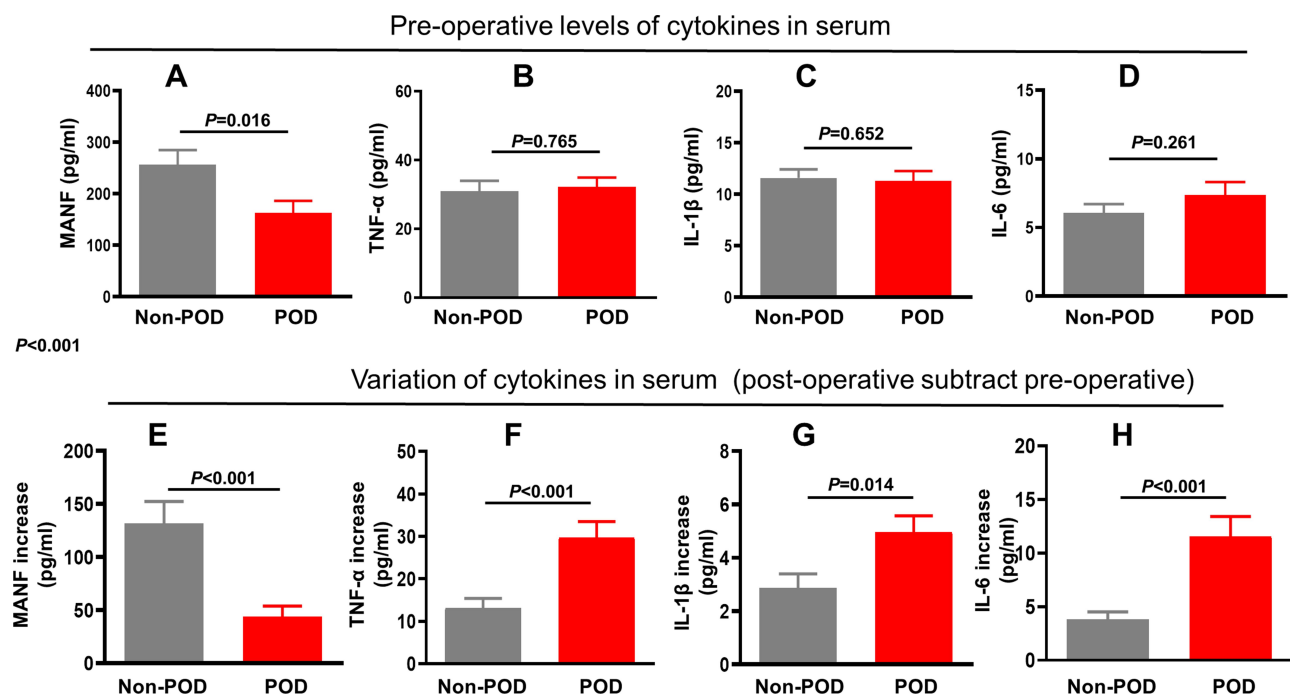 Pre-operative levels of cytokines in serum
A
B
C
D
MANF (pg/ml)
400
300
200
100
0
P=0.016
Non-POD POD
TNF-α (pg/ml)
60
40
20
0
P=0.765
Non-POD POD
IL-1β (pg/ml)
20
15
10
5
0
P=0.652
Non-POD POD
IL-6 (pg/ml)
15
10
5
0
P=0.261
Non-POD POD
P<0.001
Variation of cytokines in serum (post-operative subtract pre-operative)
E
F
G
H
MANF increase
(pg/ml)
200
150
100
50
0
P<0.001
Non-POD POD
TNF-α increase
(pg/ml)
50
40
30
20
10
0
P<0.001
Non-POD POD
IL-1β increase
(pg/ml)
8
6
4
2
0
P=0.014
Non-POD POD
IL-6 increase
(pg/ml)
20
15
10
5
0
P<0.001
Non-POD POD